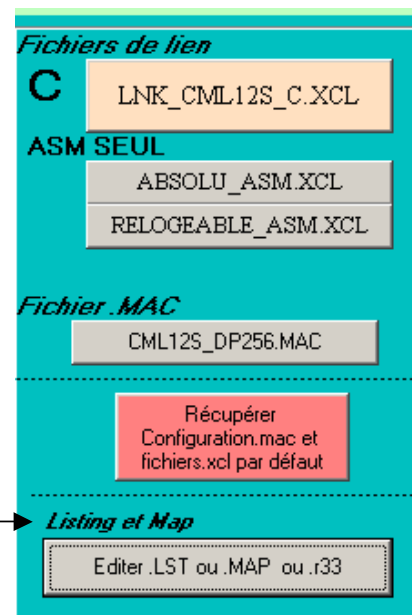 Fichiers de lien
C
LNK_CML12S_C.XCL
ASM SEUL
ABSOLU_ASM.XCL
RELOGEABLE_ASM.XCL
Fichier .MAC
CML12S_DP256.MAC
Récupérer
Configuration.mac et
fichiers.xcl par défaut
Listing et Map
Editer .LST ou .MAP ou .r33